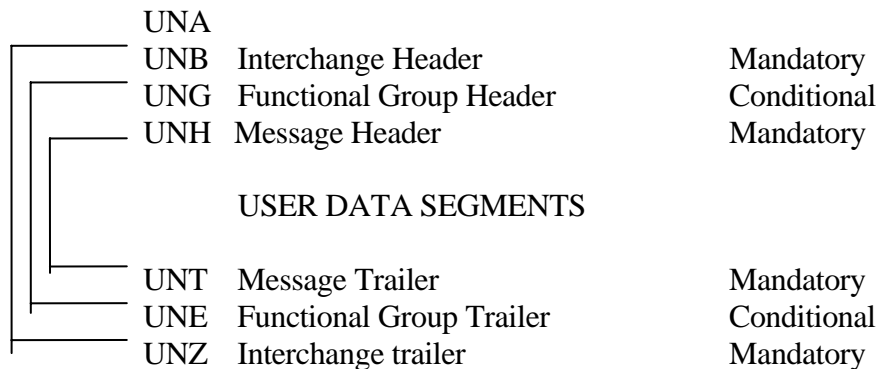 UNA
UNB Interchange Header Mandatory
UNG Functional Group Header Conditional
UNH Message Header Mandatory
USER DATA SEGMENTS
UNT Message Trailer Mandatory
UNE Functional Group Trailer Conditional
UNZ Interchange trailer Mandatory